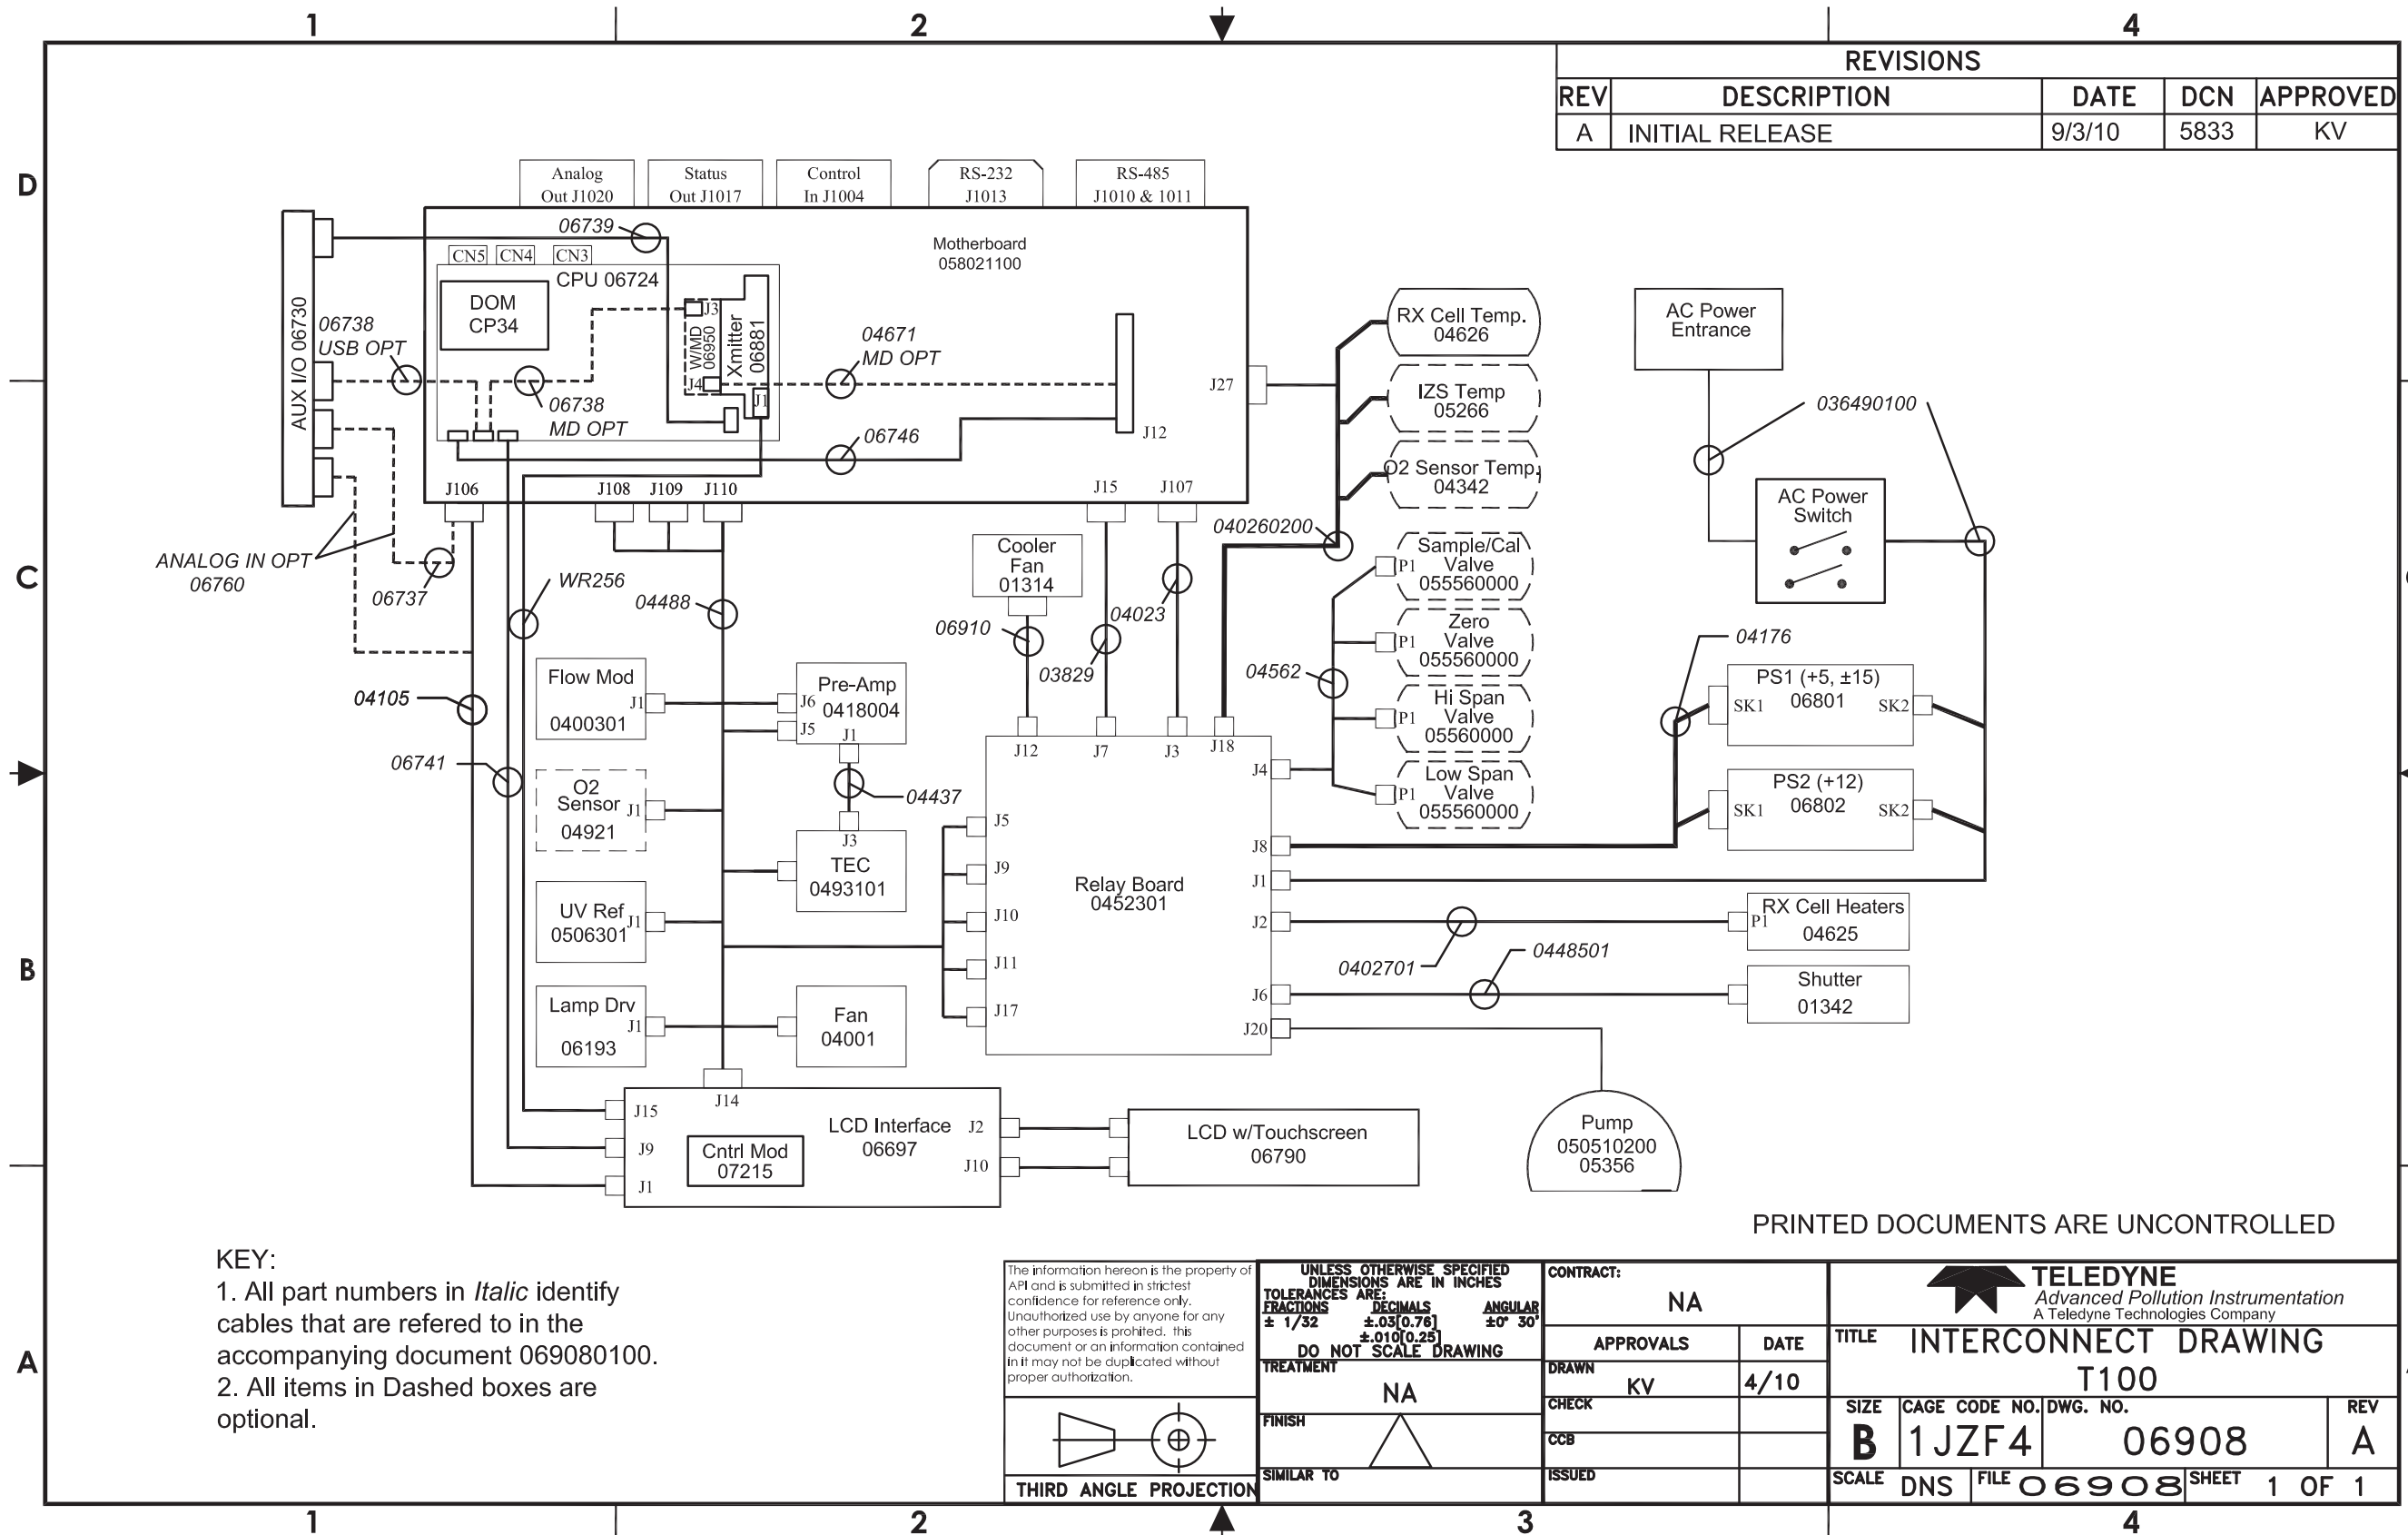 1
2
4
REVISIONS
REV DESCRIPTION DATE DCN APPROVED
A INITIAL RELEASE 9/3/10 5833 KV
D
Analog
Out J1020
Status
Out J1017
Control
In J1004
RS-232
J1013
RS-485
J1010 & 1011
06739
Motherboard
058021100
CN5 CN4 CN3
CPU 06724
DOM
CP34
AUX I/O 06730
06738
USB OPT
06738
MD OPT
J3
W/MD
06950
Xmitter
06881
J4
J1
04671
MD OPT
06746
J12
J27
J106
J108 J109 J110
J15 J107
RX Cell Temp.
04626
IZS Temp
05266
O2 Sensor Temp.
04342
040260200
AC Power
Entrance
036490100
AC Power
Switch
C
ANALOG IN OPT
06760
06737
WR256
04488
Cooler
Fan
01314
06910
03829
04023
Sample/Cal
P1 Valve
055560000
Zero
P1 Valve
055560000
04562
Hi Span
P1 Valve
05560000
Low Span
P1 Valve
055560000
04176
PS1 (+5, ±15)
SK1 06801 SK2
PS2 (+12)
06802
SK1 SK2
04105
06741
Flow Mod
J1
0400301
Pre-Amp
J6 0418004
J5
J1
04437
O2
Sensor
J1
04921
J3
TEC
0493101
UV Ref
J1
0506301
Lamp Drv
J1
06193
Fan
04001
J12 J7 J3 J18
J4
J5
J9
J10
J11
J17
Relay Board
0452301
J8
J1
J2
J6
J20
RX Cell Heaters
P1
04625
0402701
0448501
Shutter
01342
B
J14
J15
J9
J1
LCD Interface
06697
Cntrl Mod
07215
J2
J10
LCD w/Touchscreen
06790
Pump
050510200
05356
PRINTED DOCUMENTS ARE UNCONTROLLED
KEY:
1. All part numbers in Italic identify
cables that are refered to in the
accompanying document 069080100.
2. All items in Dashed boxes are
optional.
A
The information hereon is the property of
API and is submitted in strictest
confidence for reference only.
Unauthorized use by anyone for any
other purposes is prohited. this
document or an information contained
in it may not be duplicated without
proper authorization.
THIRD ANGLE PROJECTION
UNLESS OTHERWISE SPECIFIED
DIMENSIONS ARE IN INCHES
TOLERANCES ARE:
FRACTIONS DECIMALS ANGULAR
± 1/32 ±.03[0.76] ±0° 30'
±.010[0.25]
DO NOT SCALE DRAWING
TREATMENT
NA
FINISH
SIMILAR TO
CONTRACT:
NA
APPROVALS DATE
DRAWN
KV 4/10
CHECK
CCB
ISSUED
TELEDYNE
Advanced Pollution Instrumentation
A Teledyne Technologies Company
TITLE INTERCONNECT DRAWING
T100
SIZE CAGE CODE NO. DWG. NO. REV
B 1JZF4 06908 A
SCALE DNS FILE 06908 SHEET 1 OF 1
1
2
3
4